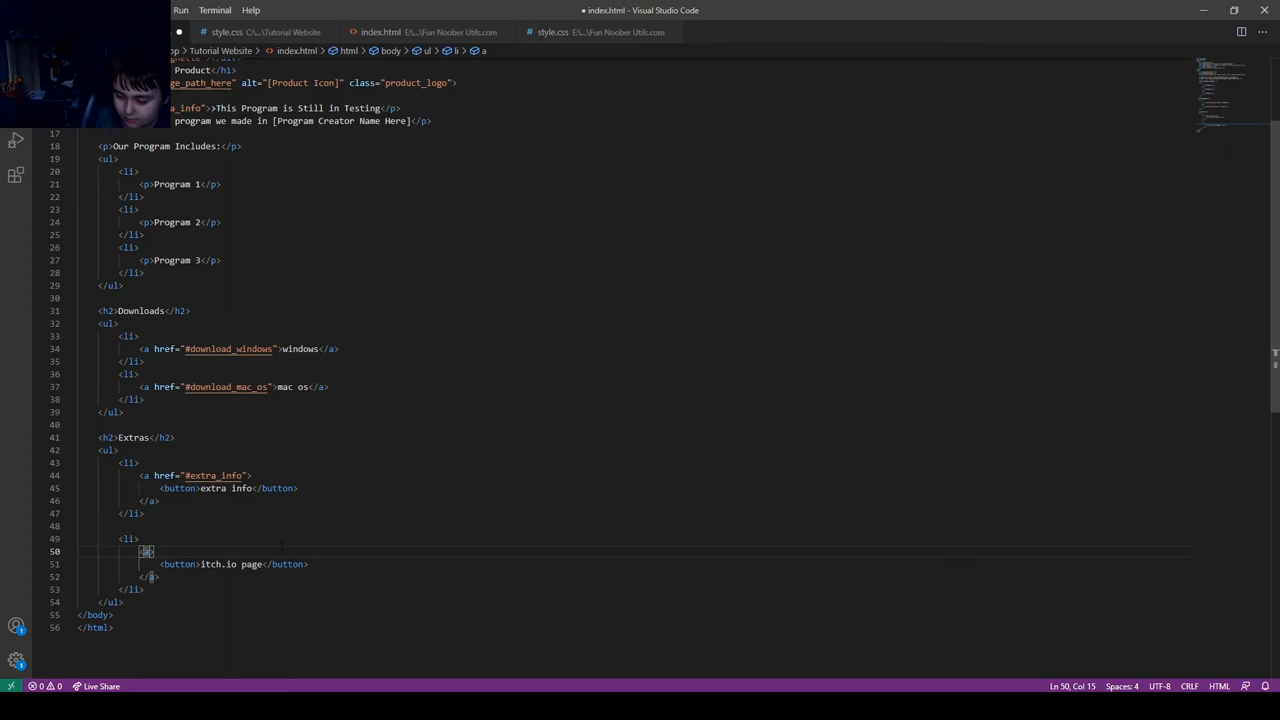 Run Terminal Help
● index.html - Visual Studio Code
style.css C:\...\Tutorial Website index.html E:\...\Fun Noober Utils.com style.css E:\...\Fun Noober Utils.com
Tutorial Website > index.html > html > body > ul > li > a
Product</h1>
ge_path_here" alt="[Product Icon]" class="product_logo">
a_info">>This Program is Still in Testing</p>
program we made in [Program Creator Name Here]</p>
17
18 <p>Our Program Includes:</p>
19 <ul>
20 <li>
21 <p>Program 1</p>
22 </li>
23 <li>
24 <p>Program 2</p>
25 </li>
26 <li>
27 <p>Program 3</p>
28 </li>
29 </ul>
30
31 <h2>Downloads</h2>
32 <ul>
33 <li>
34 <a href="#download_windows">windows</a>
35 </li>
36 <li>
37 <a href="#download_mac_os">mac os</a>
38 </li>
39 </ul>
40
41 <h2>Extras</h2>
42 <ul>
43 <li>
44 <a href="#extra_info">
45 <button>extra info</button>
46 </a>
47 </li>
48
49 <li>
50 <a>
51 <button>itch.io page</button>
52 </a>
53 </li>
54 </ul>
55 </body>
56 </html>
1
1
0 0 Live Share Ln 50, Col 15 Spaces: 4 UTF-8 CRLF HTML